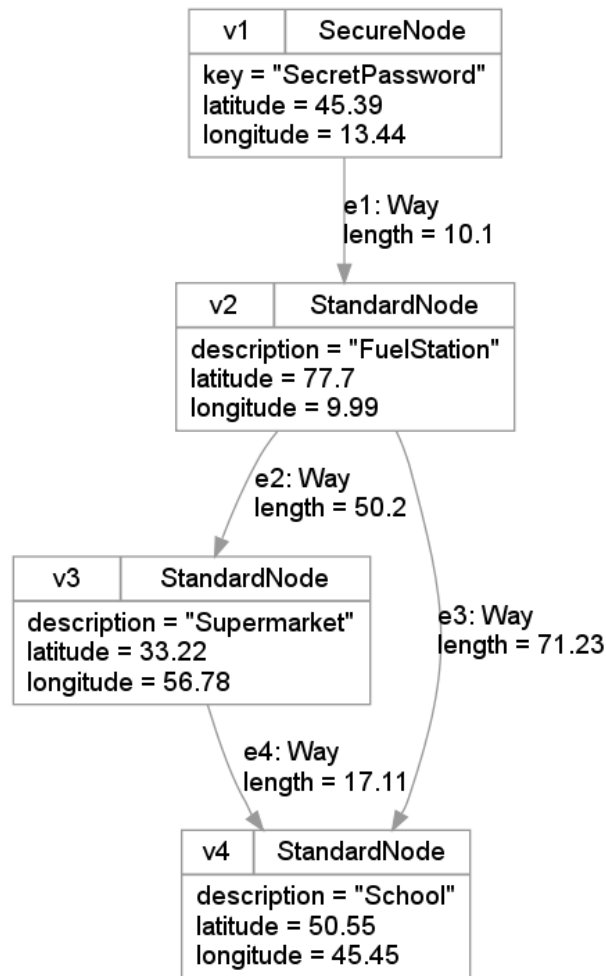 v1 SecureNode
key = "SecretPassword"
latitude = 45.39
longitude = 13.44
e1: Way
length = 10.1
v2 StandardNode
description = "FuelStation"
latitude = 77.7
longitude = 9.99
e2: Way
length = 50.2
v3 StandardNode
description = "Supermarket"
latitude = 33.22
longitude = 56.78
e3: Way
length = 71.23
e4: Way
length = 17.11
v4 StandardNode
description = "School"
latitude = 50.55
longitude = 45.45